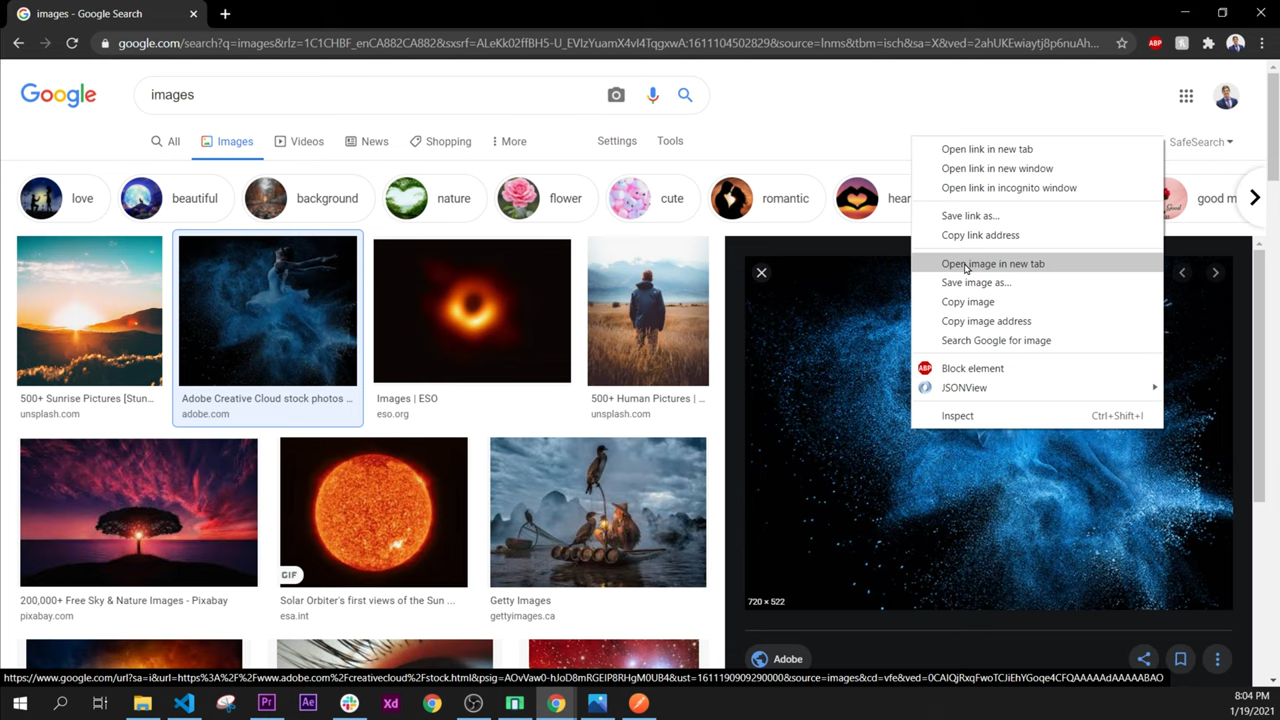 images - Google Search
google.com/search?q=images&rlz=1C1CHBF_enCA882CA882&sxsrf=ALeKk02ffBH5-U_EVIzYuamX4vI4TqgxwA:1611104502829&source=lnms&tbm=isch&sa=X&ved=2ahUKEwiaytj8p6nuAh...
ABP
Google
images
All
Images
Videos
News
Shopping
More
Settings
Tools
SafeSearch
love
beautiful
background
nature
flower
cute
romantic
hear
good m
Open link in new tab
Open link in new window
Open link in incognito window
Save link as...
Copy link address
Open image in new tab
Save image as...
Copy image
Copy image address
Search Google for image
ABP Block element
JSONView
Inspect Ctrl+Shift+I
500+ Sunrise Pictures [Stun...
unsplash.com
Adobe Creative Cloud stock photos ...
adobe.com
Images | ESO
eso.org
500+ Human Pictures | ...
unsplash.com
200,000+ Free Sky & Nature Images - Pixabay
pixabay.com
GIF
Solar Orbiter's first views of the Sun ...
esa.int
Getty Images
gettyimages.ca
720 × 522
Adobe
https://www.google.com/url?sa=i&url=https%3A%2F%2Fwww.adobe.com%2Fcreativecloud%2Fstock.html&psig=AOvVaw0-hJoD8mRGEIP8RHgM0UB4&ust=1611190909290000&source=images&cd=vfe&ved=0CAIQjRxqFwoTCJiEhYGoqe4CFQAAAAAdAAAAABAO
Pr
Ae
Xd
8:04 PM
1/19/2021